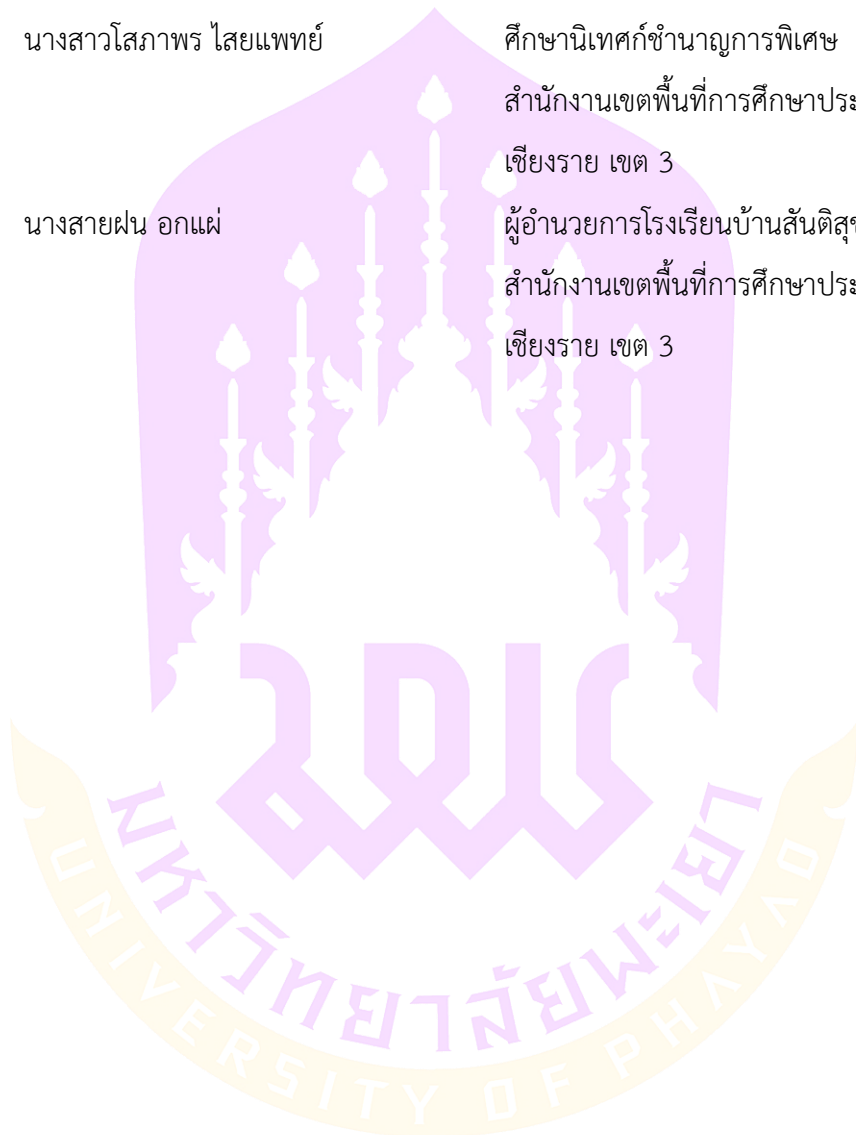 นางสาวโสภาพร ไสยแพทย์ ศึกษานิเทศก์ชำนาญการพิเศษ
สำนักงานเขตพื้นที่การศึกษาประ
เชียงราย เขต 3
นางสายฝน อกแผ่ ผู้อำนวยการโรงเรียนบ้านสันติสุข
สำนักงานเขตพื้นที่การศึกษาประ
เชียงราย เขต 3
มพ
มหาวิทยาลัยพะเยา
UNIVERSITY OF PHAYAO